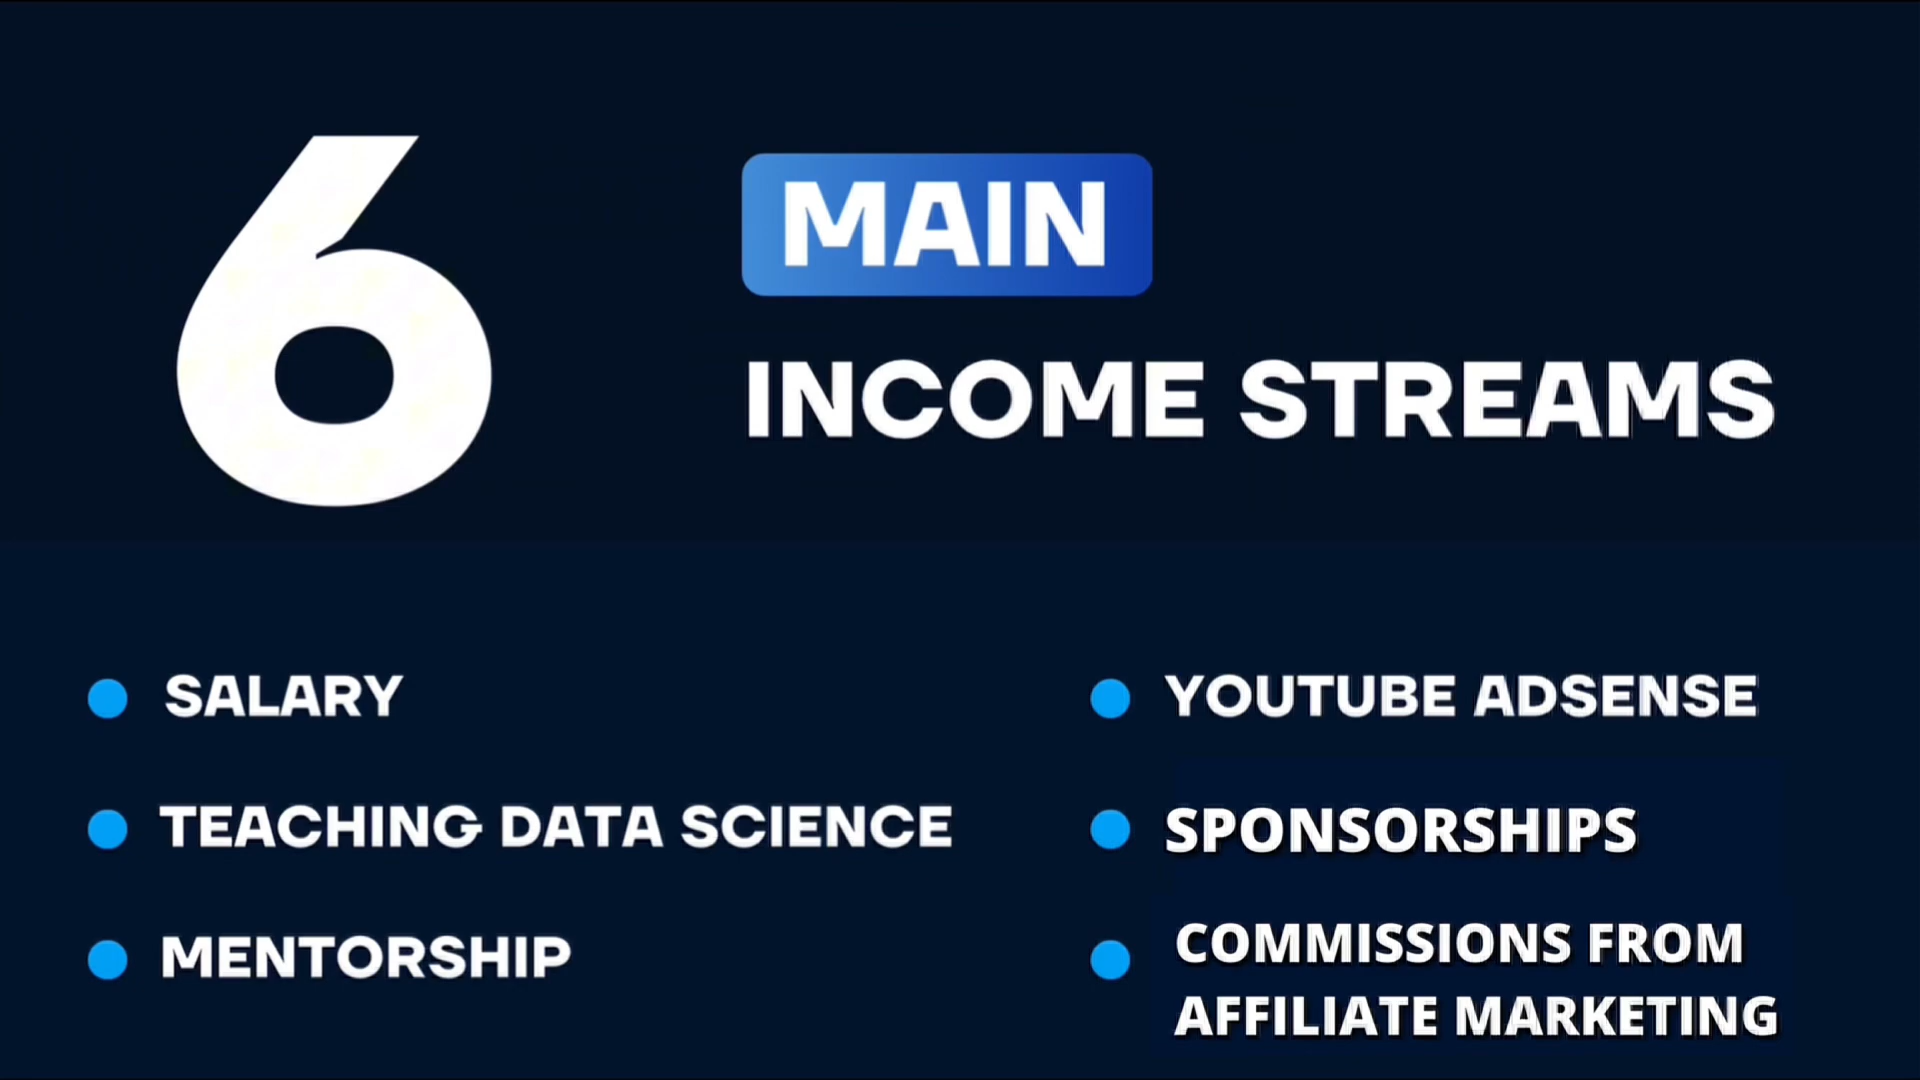 6
MAIN
INCOME STREAMS
SALARY
TEACHING DATA SCIENCE
MENTORSHIP
YOUTUBE ADSENSE
SPONSORSHIPS
COMMISSIONS FROM
AFFILIATE MARKETING